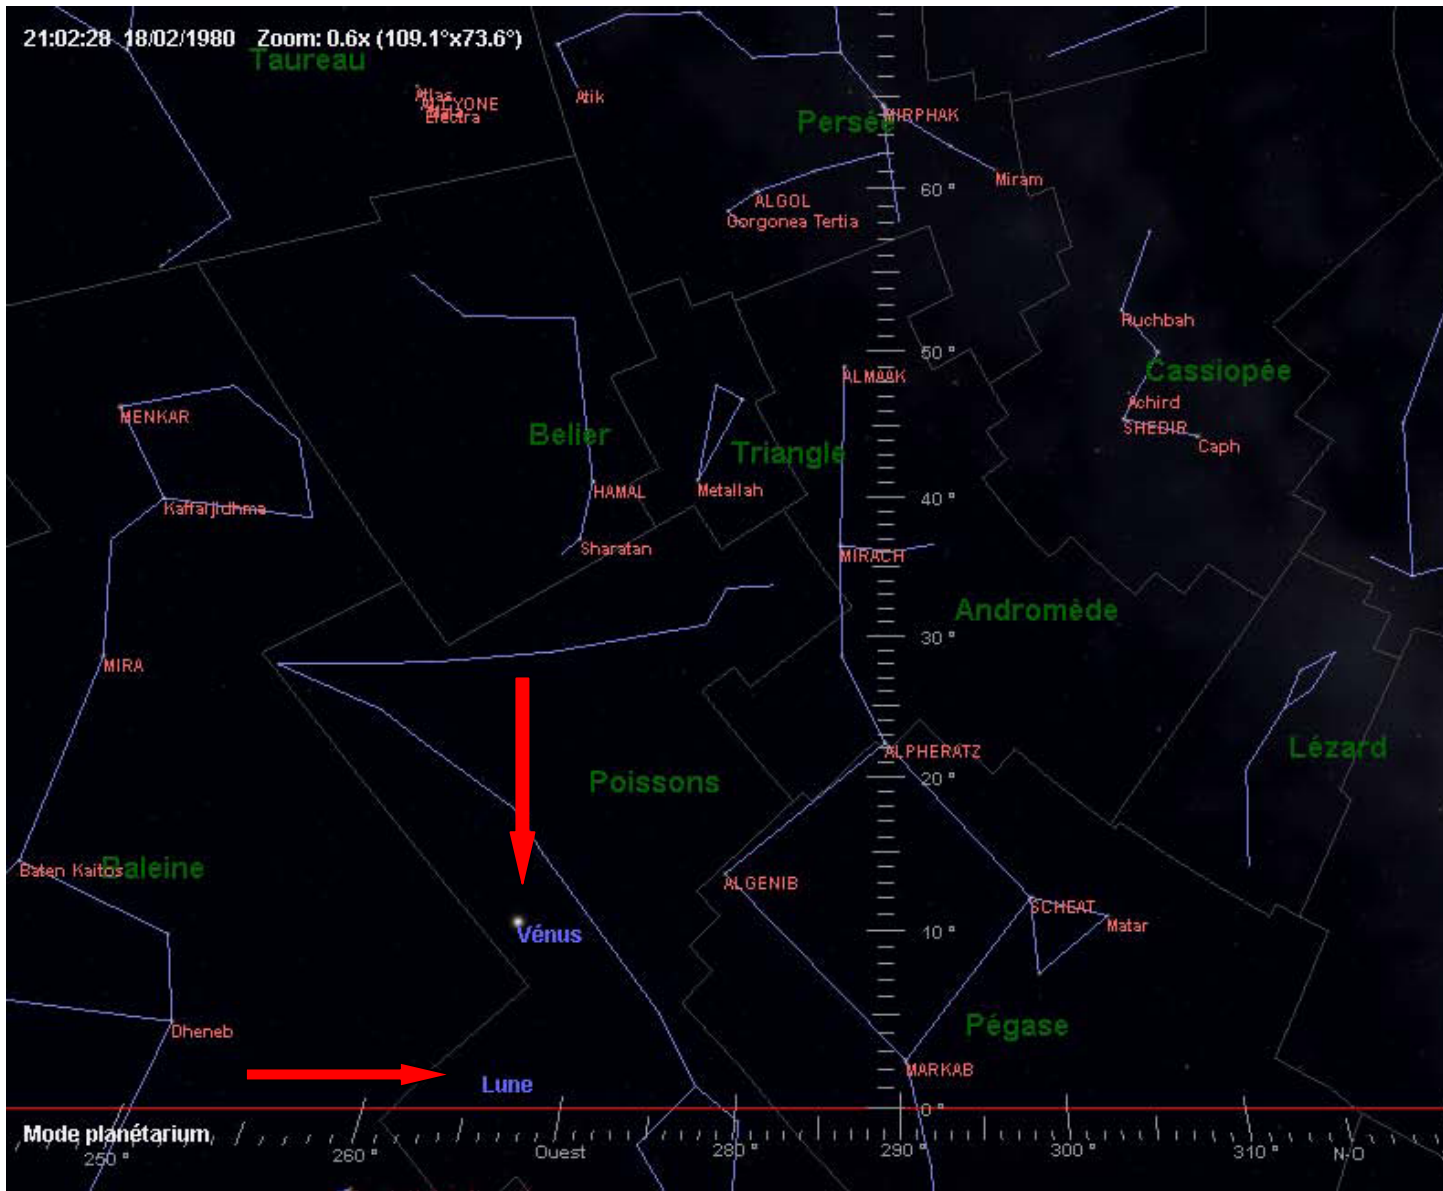 21:02:28 18/02/1980 Zoom: 0.6x (109.1°x73.6°)
Taureau
Atlas
ALCYONE
Electra
Atik
MIRPHAK
Persée
Miram
60 °
ALGOL
Gorgonea Tertia
Ruchbah
50 °
Cassiopée
ALMAAK
Achird
MENKAR
SHEDIR
Belier
Caph
Triangle
HAMAL
Metallah
40 °
Kaffaljidhma
Sharatan
MIRACH
Andromède
30 °
MIRA
Lézard
ALPHERATZ
20 °
Poissons
Baten Kaitos
Baleine
ALGENIB
SCHEAT
Matar
Vénus
10 °
Dheneb
Pégase
MARKAB
Lune
0 °
Mode planétarium
250 °
260 °
Ouest
280 °
290 °
300 °
310 °
N-O